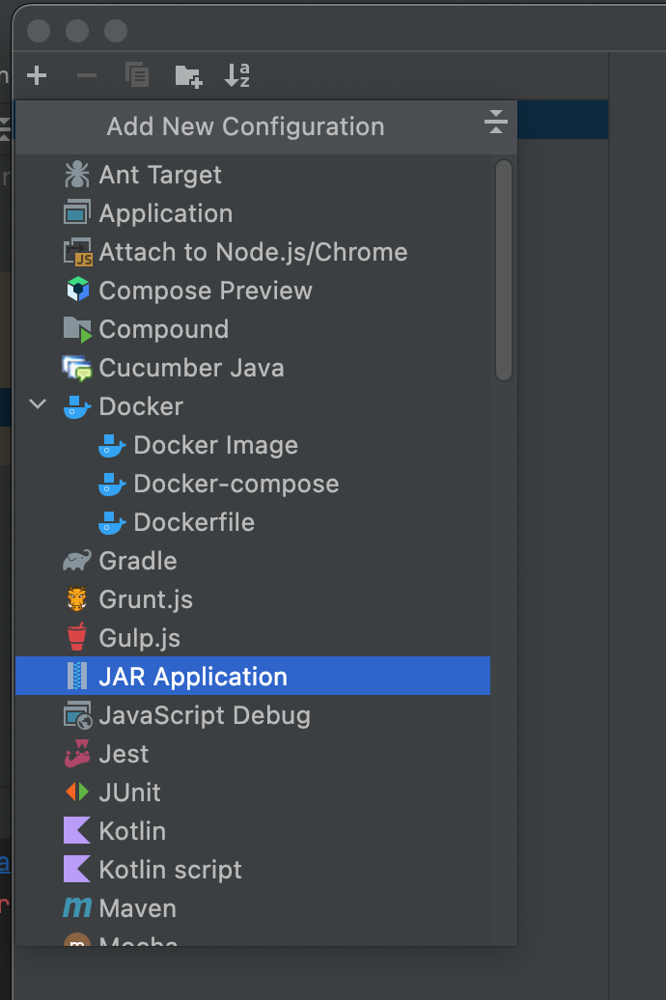 Add New Configuration
Ant Target
Application
Attach to Node.js/Chrome
Compose Preview
Compound
Cucumber Java
Docker
Docker Image
Docker-compose
Dockerfile
Gradle
Grunt.js
Gulp.js
JAR Application
JavaScript Debug
Jest
JUnit
Kotlin
Kotlin script
Maven
Mocha